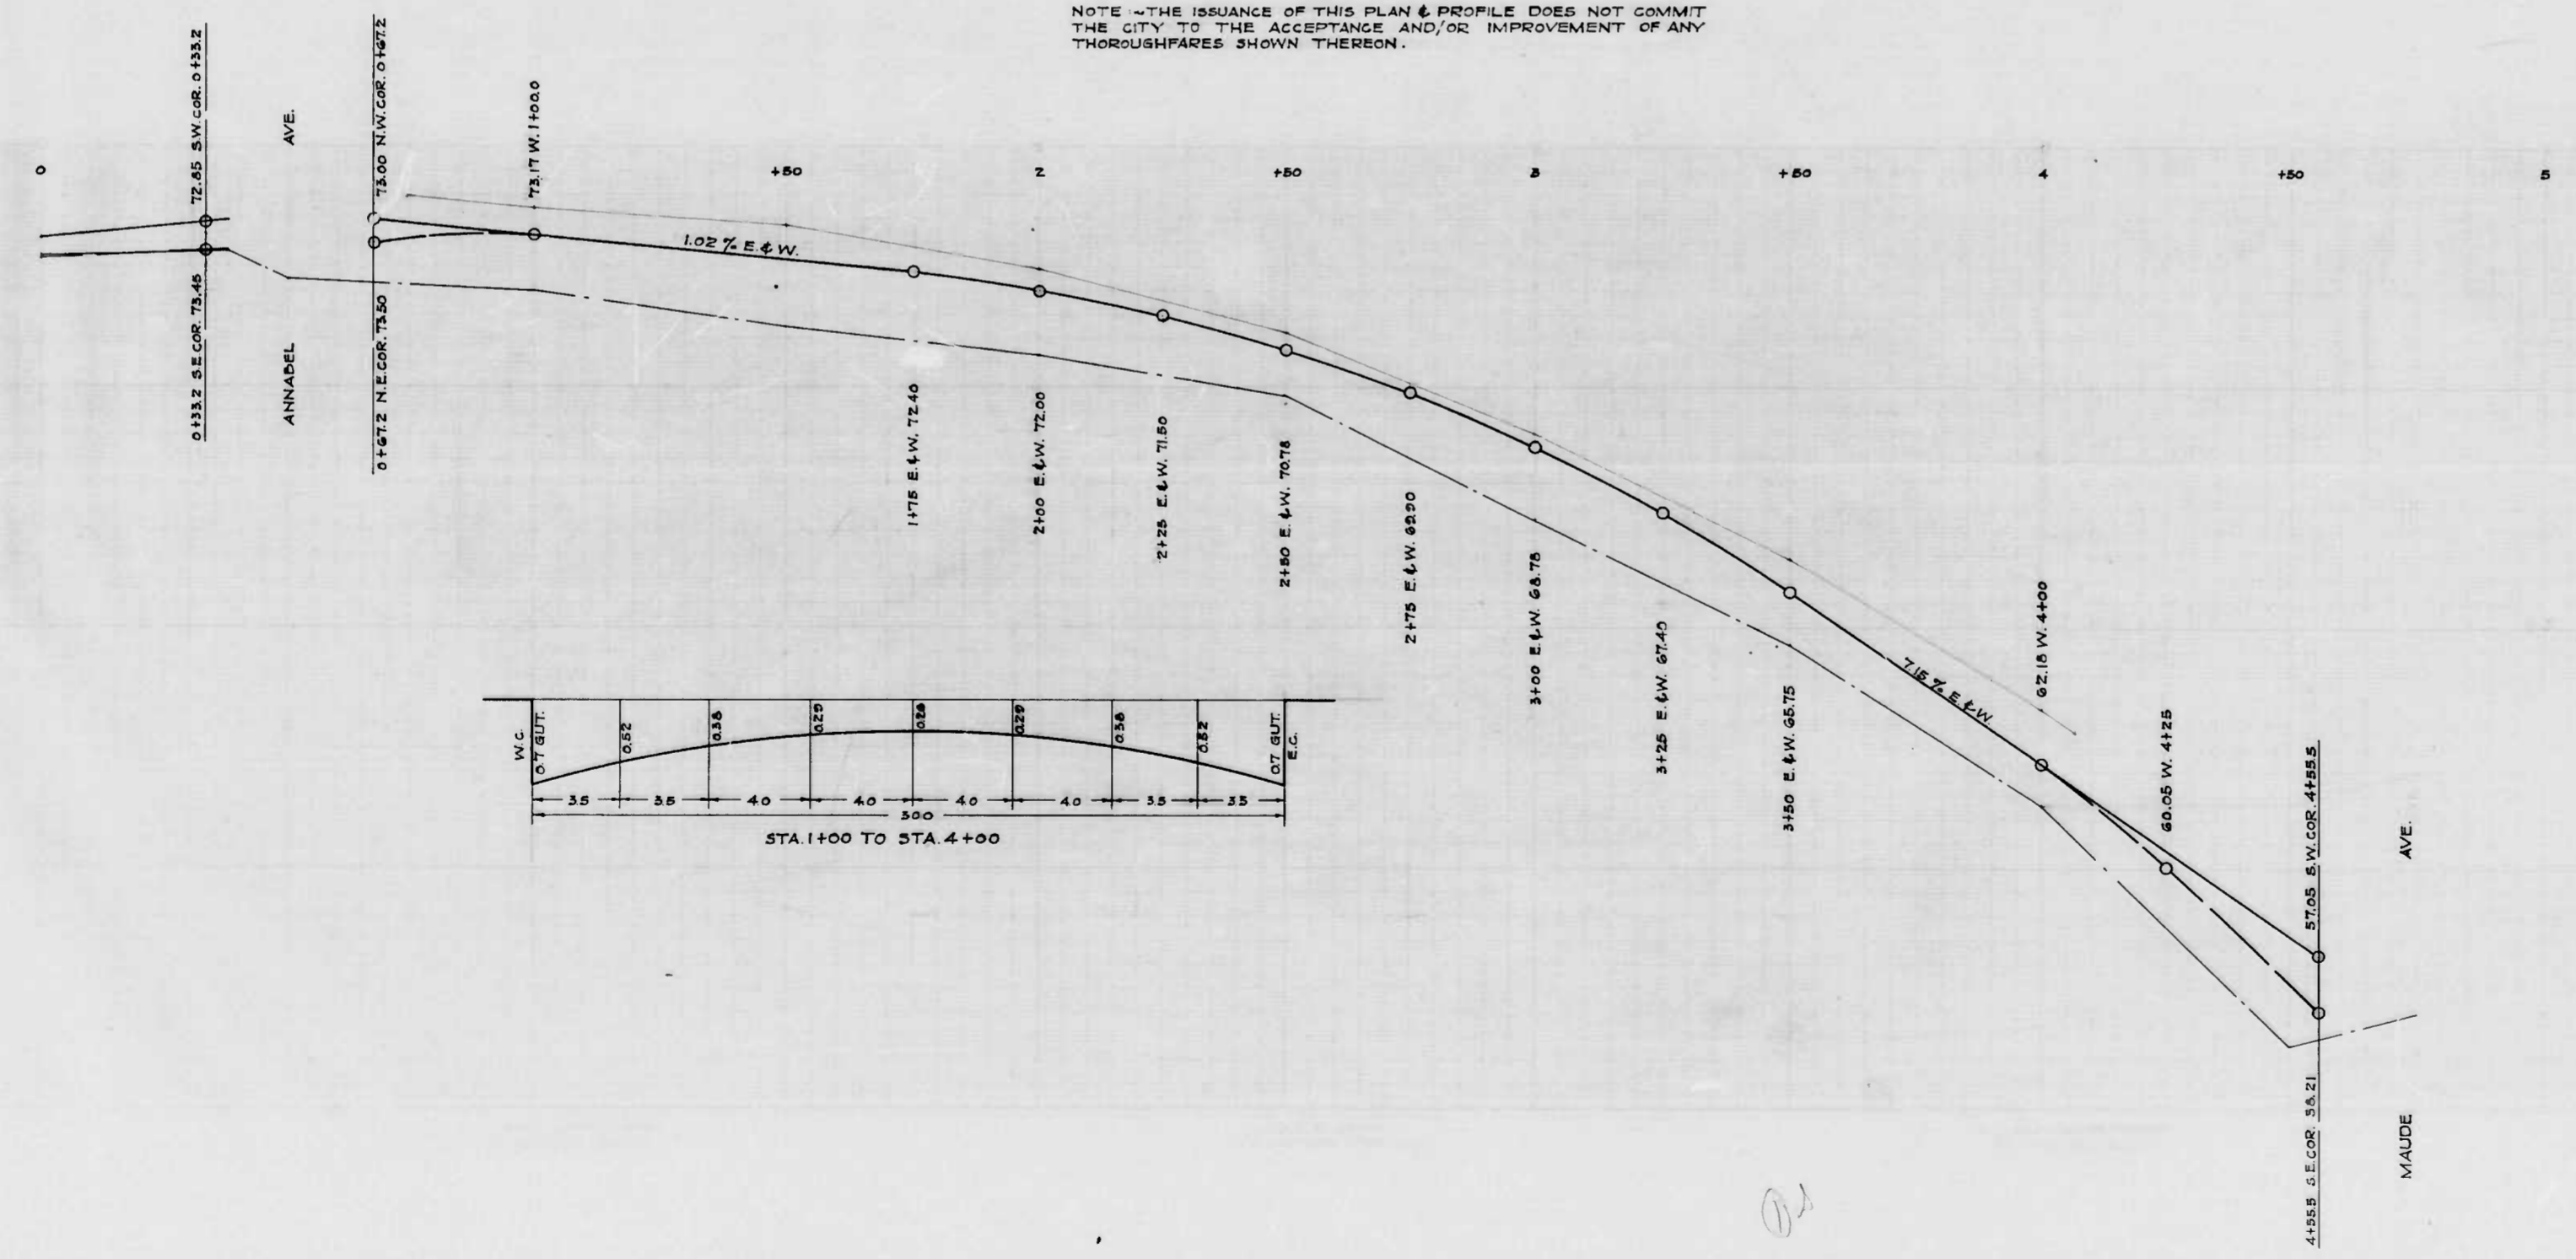 NOTE :~ THE ISSUANCE OF THIS PLAN & PROFILE DOES NOT COMMIT
THE CITY TO THE ACCEPTANCE AND/OR IMPROVEMENT OF ANY
THOROUGHFARES SHOWN THEREON.
0
72.85 S.W. COR. 0+33.2
AVE.
73.00 N.W. COR. 0+67.2
73.17 W. 1+00.0
+50
2
+50
3
+50
4
+50
5
0+33.2 S.E. COR. 73.45
ANNABEL
0+67.2 N.E. COR. 73.50
1.02 % E. & W.
1+75 E. & W. 72.40
2+00 E. & W. 72.00
2+25 E. & W. 71.50
2+50 E. & W. 70.78
2+75 E. & W. 69.90
3+00 E. & W. 68.78
3+25 E. & W. 67.40
3+50 E. & W. 65.75
7.15 % E. & W.
62.18 W. 4+00
60.05 W. 4+25
57.05 S.W. COR. 4+55.5
AVE.
4+55.5 S.E. COR. 58.21
MAUDE
W.C.
0.7 GUT.
0.52
0.38
0.29
0.26
0.29
0.38
0.52
0.7 GUT.
E.C.
3.5 3.5 4.0 4.0 4.0 4.0 3.5 3.5
30.0
STA. 1+00 TO STA. 4+00